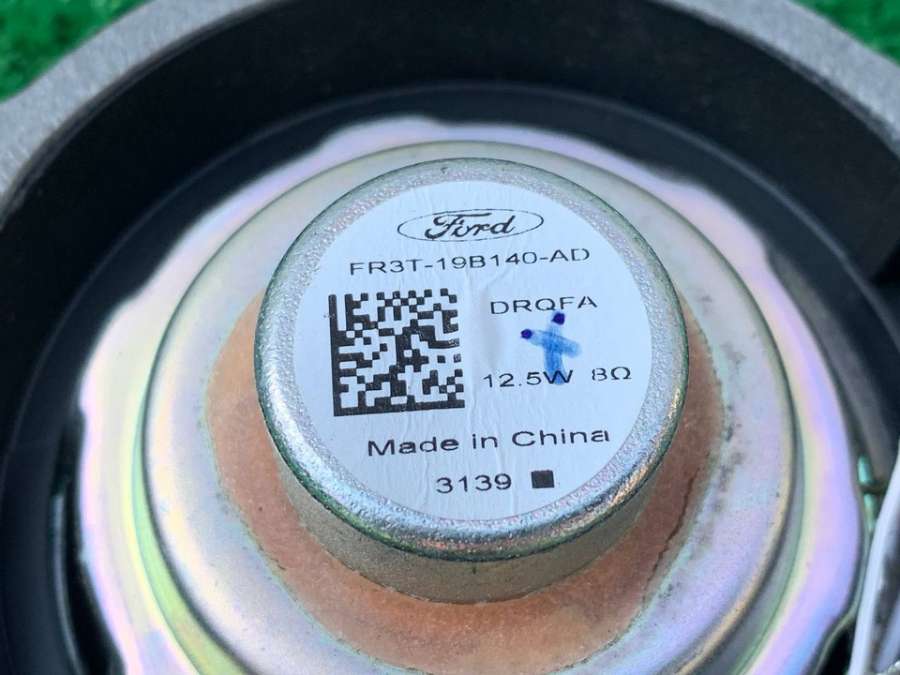 Ford
FR3T-19B140-AD
DRQFA
12.5W 8Ω
Made in China
3139